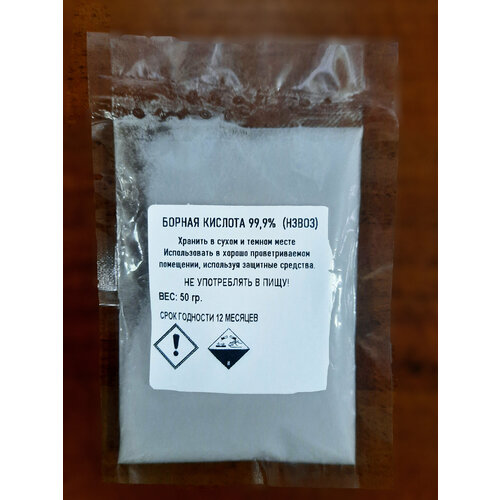 БОРНАЯ КИСЛОТА 99,9% (H3BO3)
Хранить в сухом и темном месте
Использовать в хорошо проветриваемом
помещении, используя защитные средства.
НЕ УПОТРЕБЛЯТЬ В ПИЩУ!
ВЕС: 50 гр.
СРОК ГОДНОСТИ 12 МЕСЯЦЕВ
8